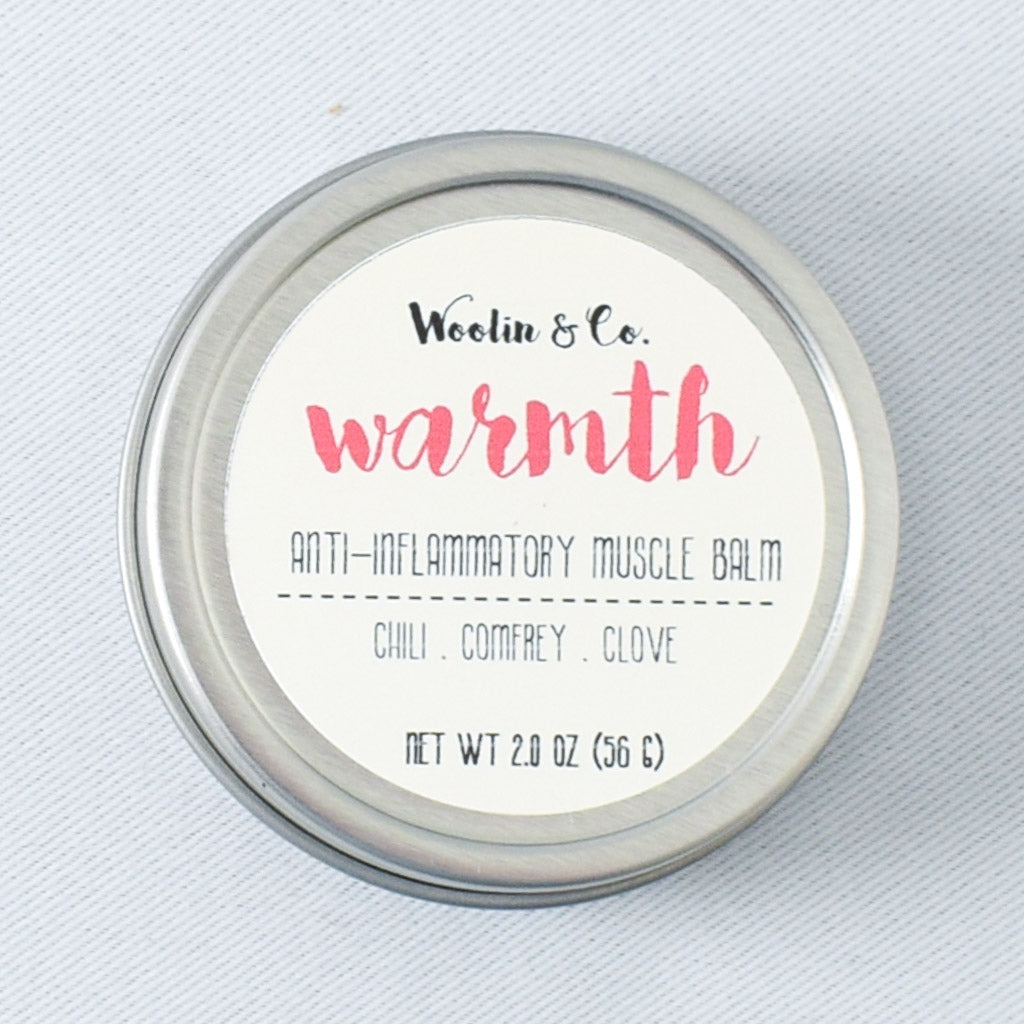 Woolin & Co.
warmth
ANTI-INFLAMMATORY MUSCLE BALM
CHILI . COMFREY . CLOVE
NET WT 2.0 OZ (56 G)